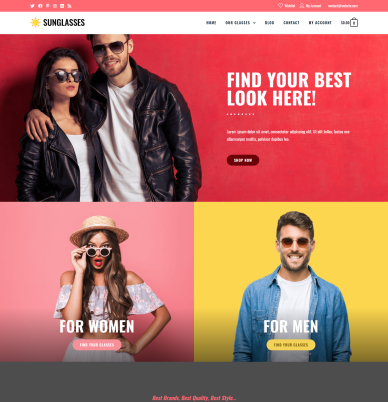 Wishlist My Account contact@website.com
SUNGLASSES
HOME OUR GLASSES BLOG CONTACT MY ACCOUNT $0.00 0
FIND YOUR BEST
LOOK HERE!
Lorem ipsum dolor sit amet, consectetur adipiscing elit. Ut elit tellus, luctus nec
ullamcorper mattis, pulvinar dapibus leo.
SHOP NOW
FOR WOMEN
FIND YOUR GLASSES
FOR MEN
FIND YOUR GLASSES
Best Brands, Best Quality, Best Style...